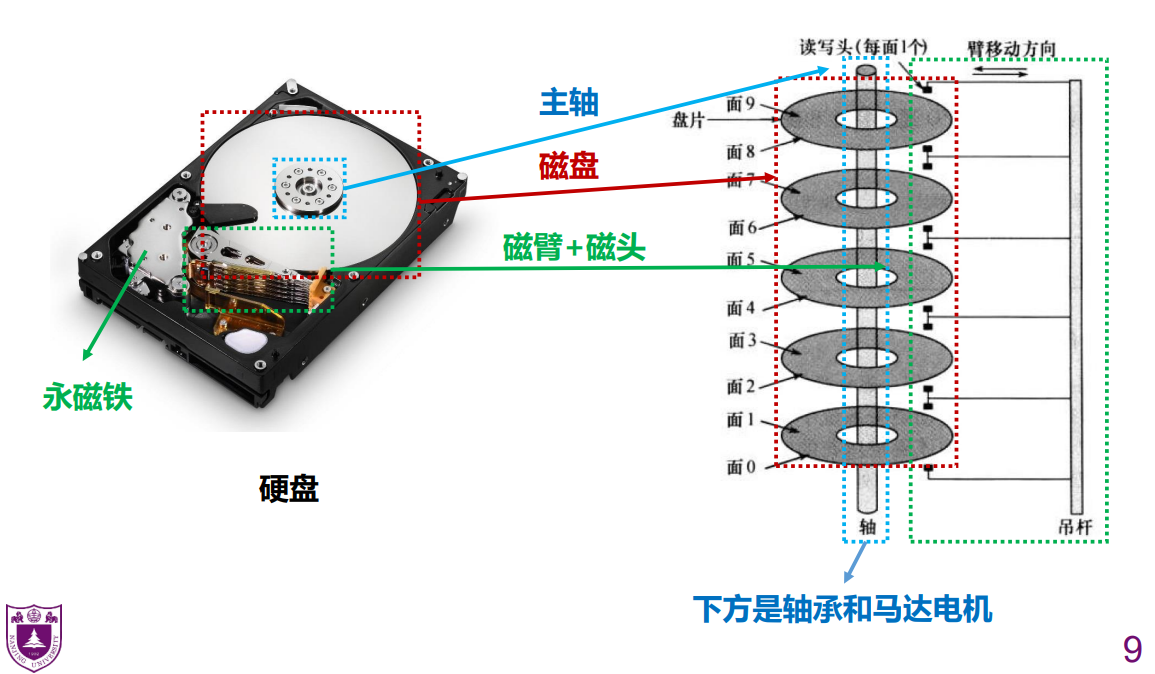 读写头(每面1个)
臂移动方向
主轴
面9
盘片
面8
磁盘
面7
面6
磁臂+磁头
面5
面4
面3
永磁铁
面2
面1
面0
硬盘
轴
吊杆
下方是轴承和马达电机
NANJING UNIVERSITY
1902
9